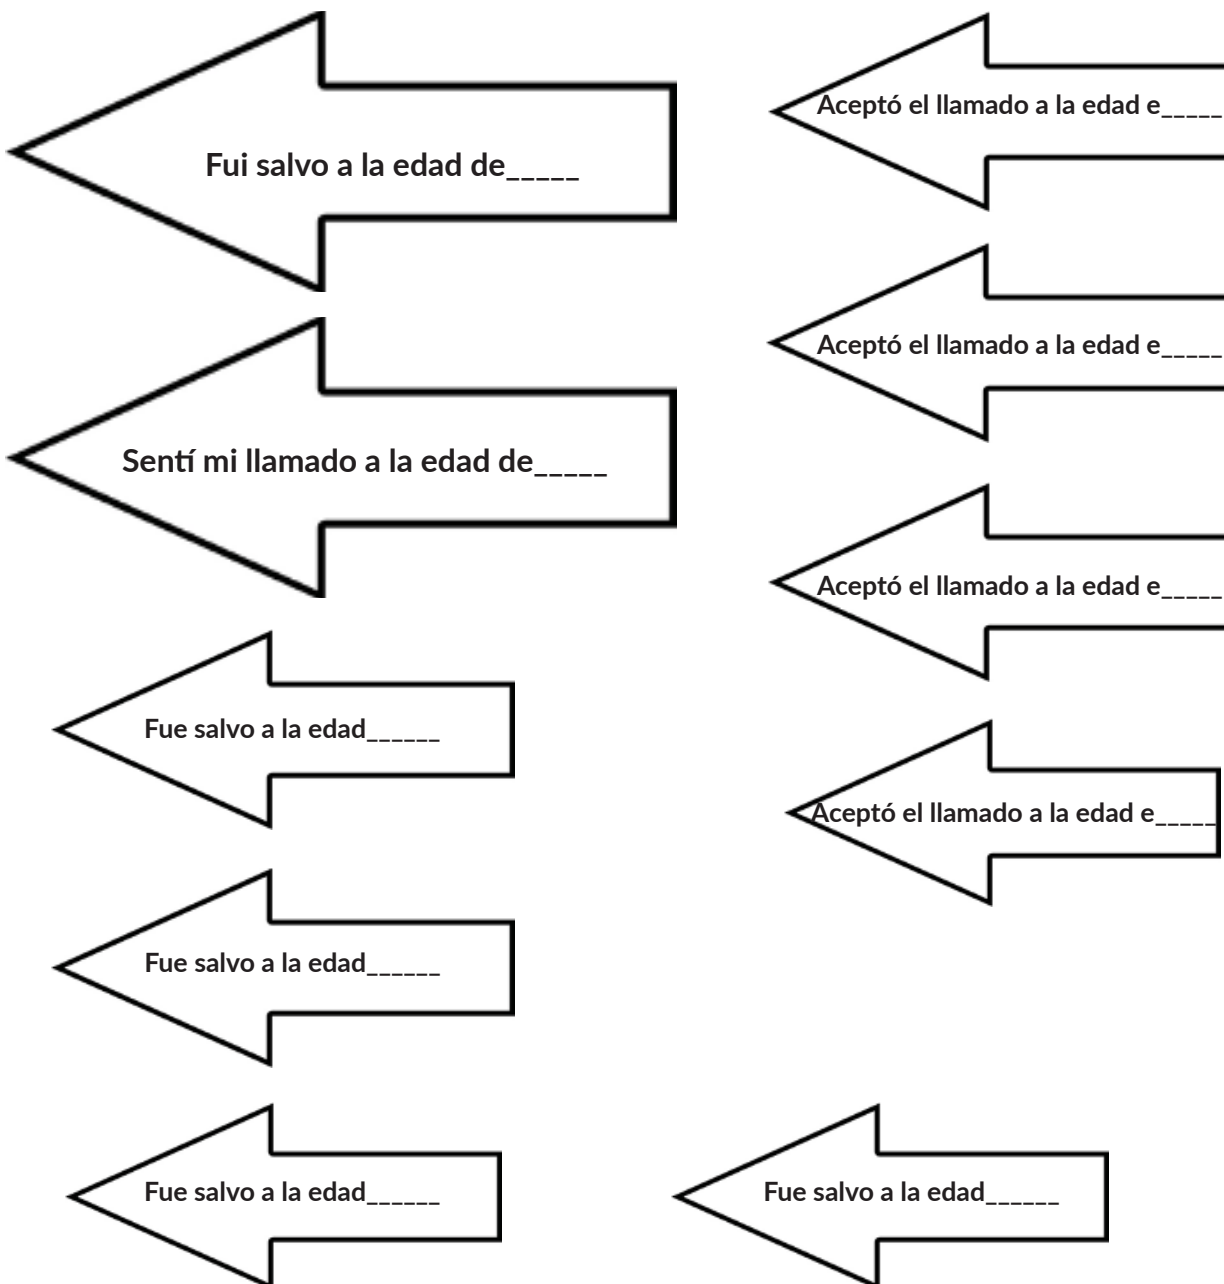 Fui salvo a la edad de_____
Sentí mi llamado a la edad de_____
Fue salvo a la edad______
Fue salvo a la edad______
Fue salvo a la edad______
Aceptó el llamado a la edad e_____
Aceptó el llamado a la edad e_____
Aceptó el llamado a la edad e_____
Aceptó el llamado a la edad e_____
Fue salvo a la edad______